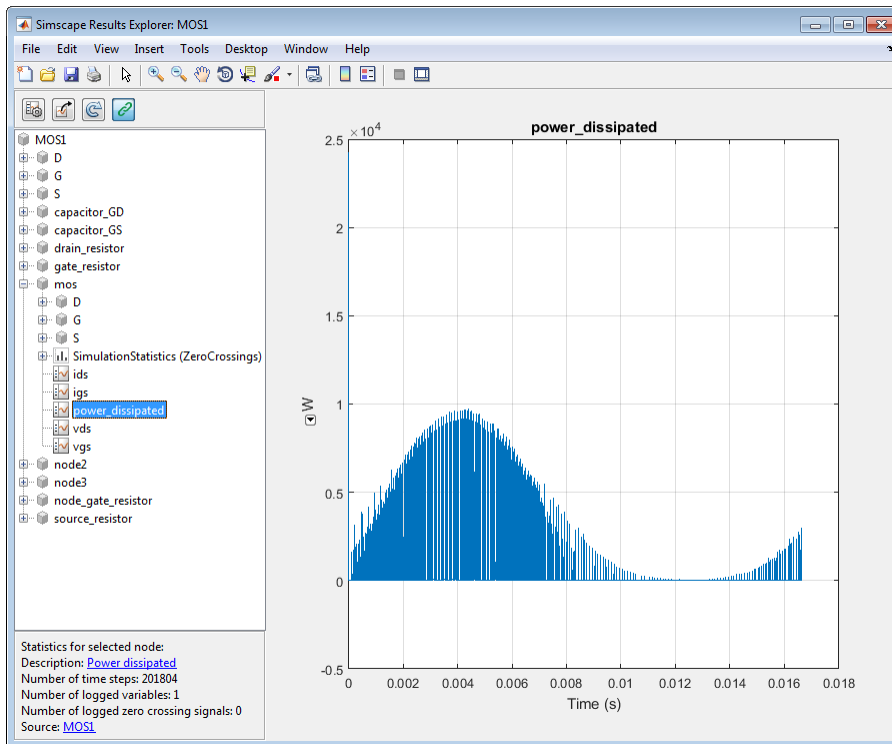 Simscape Results Explorer: MOS1
File Edit View Insert Tools Desktop Window Help
MOS1
D
G
S
capacitor_GD
capacitor_GS
drain_resistor
gate_resistor
mos
D
G
S
SimulationStatistics (ZeroCrossings)
ids
igs
power_dissipated
vds
vgs
node2
node3
node_gate_resistor
source_resistor
Statistics for selected node:
Description: Power dissipated
Number of time steps: 201804
Number of logged variables: 1
Number of logged zero crossing signals: 0
Source: MOS1
power_dissipated
×10^4
2.5
2
1.5
1
0.5
0
-0.5
W
0 0.002 0.004 0.006 0.008 0.01 0.012 0.014 0.016 0.018
Time (s)